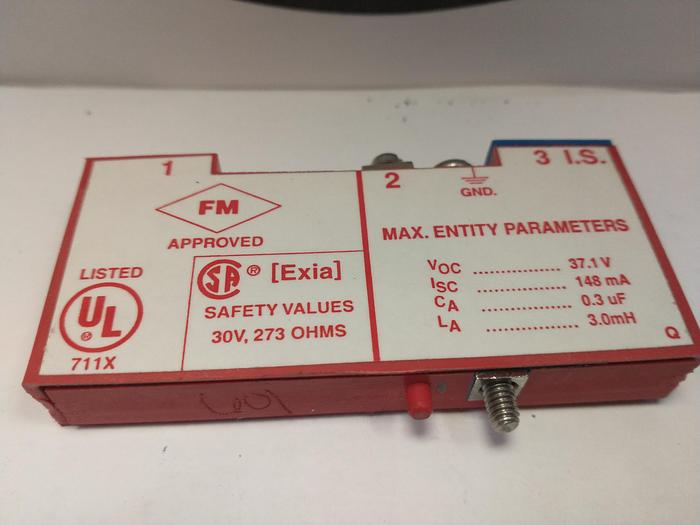 1
FM
APPROVED
LISTED
UL
®
711X
SA ® [Exia]
SAFETY VALUES
30V, 273 OHMS
2
GND.
3 I.S.
MAX. ENTITY PARAMETERS
VOC ................ 37.1 V
ISC .................. 148 mA
CA .................. 0.3 uF
LA .................. 3.0mH
Q